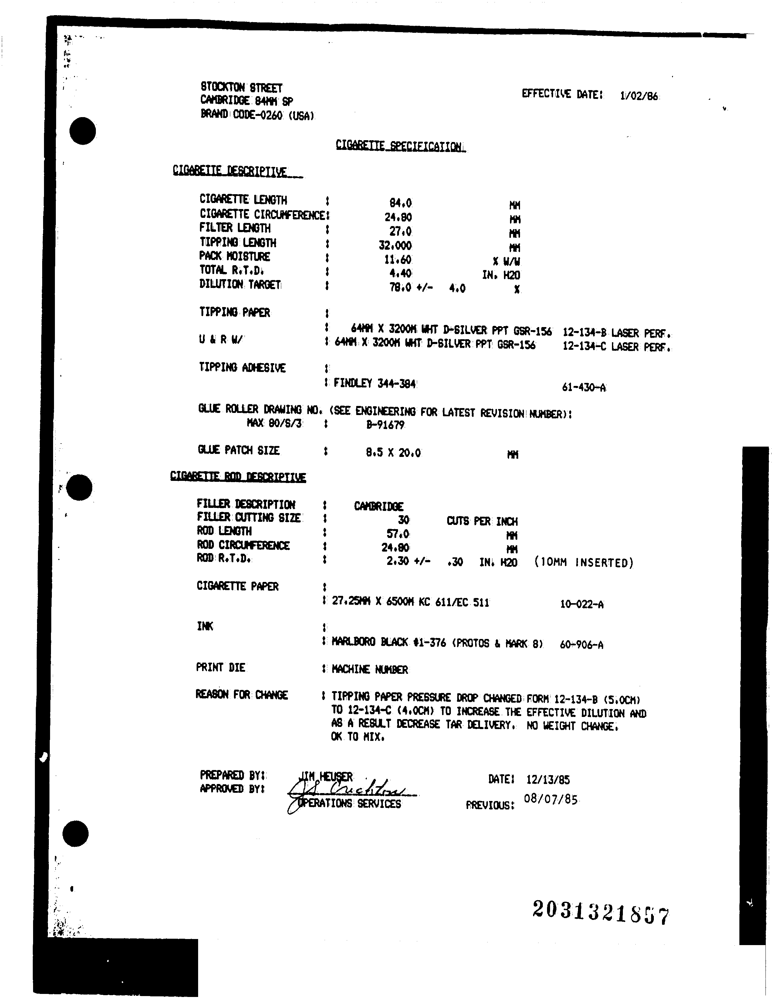 STOCKTON STREET
CAMBRIDGE 84MM SP
BRAND CODE-0260 (USA)
EFFECTIVE DATE: 1/02/86
CIGARETTE SPECIFICATION
CIGARETTE DESCRIPTIVE
CIGARETTE LENGTH : 84.0 MM
CIGARETTE CIRCUMFERENCE: 24.80 MM
FILTER LENGTH : 27.0 MM
TIPPING LENGTH : 32.000 MM
PACK MOISTURE : 11.60 % W/W
TOTAL R.T.D. : 4.40 IN. H20
DILUTION TARGET : 78.0 +/- 4.0 %
TIPPING PAPER :
: 64MM X 3200M WHT D-SILVER PPT GSR-156 12-134-B LASER PERF.
U & R W/ : 64MM X 3200M WHT D-SILVER PPT GSR-156 12-134-C LASER PERF.
TIPPING ADHESIVE :
: FINDLEY 344-384 61-430-A
GLUE ROLLER DRAWING NO. (SEE ENGINEERING FOR LATEST REVISION NUMBER):
MAX 80/S/3 : B-91679
GLUE PATCH SIZE : 8.5 X 20.0 MM
CIGARETTE ROD DESCRIPTIVE
FILLER DESCRIPTION : CAMBRIDGE
FILLER CUTTING SIZE : 30 CUTS PER INCH
ROD LENGTH : 57.0 MM
ROD CIRCUMFERENCE : 24.80 MM
ROD R.T.D. : 2.30 +/- .30 IN. H20 (10MM INSERTED)
CIGARETTE PAPER :
: 27.25MM X 6500M KC 611/EC 511 10-022-A
INK :
: MARLBORO BLACK #1-376 (PROTOS & MARK 8) 60-906-A
PRINT DIE : MACHINE NUMBER
REASON FOR CHANGE : TIPPING PAPER PRESSURE DROP CHANGED FORM 12-134-B (5.0CM)
TO 12-134-C (4.0CM) TO INCREASE THE EFFECTIVE DILUTION AND
AS A RESULT DECREASE TAR DELIVERY. NO WEIGHT CHANGE.
OK TO MIX.
PREPARED BY: JIM HEUSER DATE: 12/13/85
APPROVED BY: JS Crichton
OPERATIONS SERVICES PREVIOUS: 08/07/85
2031321857